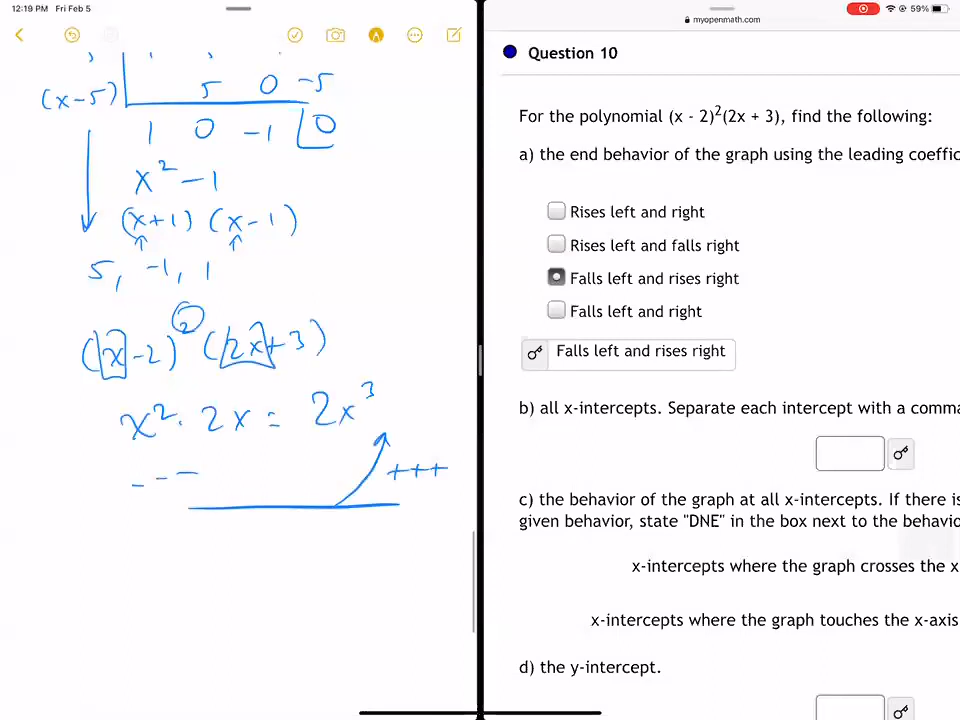 12:19 PM Fri Feb 5
(x-5)
5 0 -5
1 0 -1 0
x² - 1
(x+1) (x-1)
5, -1, 1
(x-2)² (2x+3)
x² · 2x = 2x³
--- +++
myopenmath.com
59%
Question 10
For the polynomial (x - 2)²(2x + 3), find the following:
a) the end behavior of the graph using the leading coeffic
Rises left and right
Rises left and falls right
Falls left and rises right
Falls left and right
Falls left and rises right
b) all x-intercepts. Separate each intercept with a comma
c) the behavior of the graph at all x-intercepts. If there is
given behavior, state "DNE" in the box next to the behavio
x-intercepts where the graph crosses the x
x-intercepts where the graph touches the x-axis
d) the y-intercept.